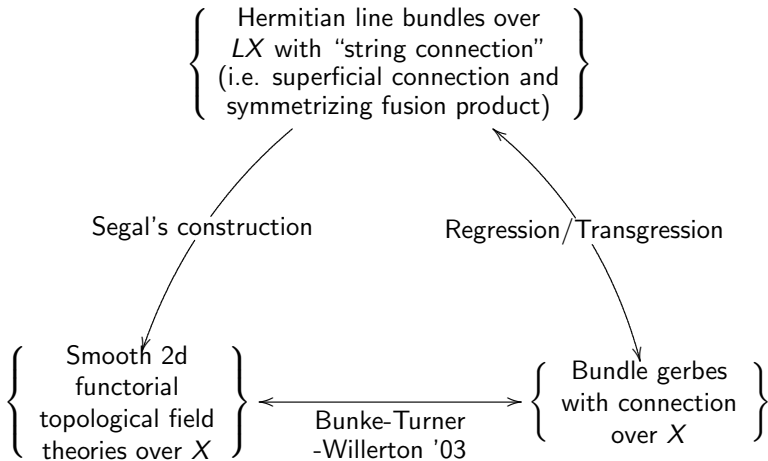 Hermitian line bundles over
LX with “string connection”
(i.e. superficial connection and
symmetrizing fusion product)
Segal's construction
Regression/Transgression
Smooth 2d
functorial
topological field
theories over X
Bunke-Turner
-Willerton '03
Bundle gerbes
with connection
over X